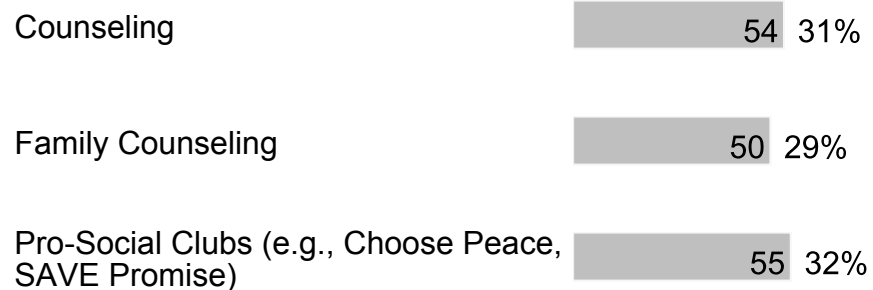 Counseling 54 31%
Family Counseling 50 29%
Pro-Social Clubs (e.g., Choose Peace,
SAVE Promise) 55 32%